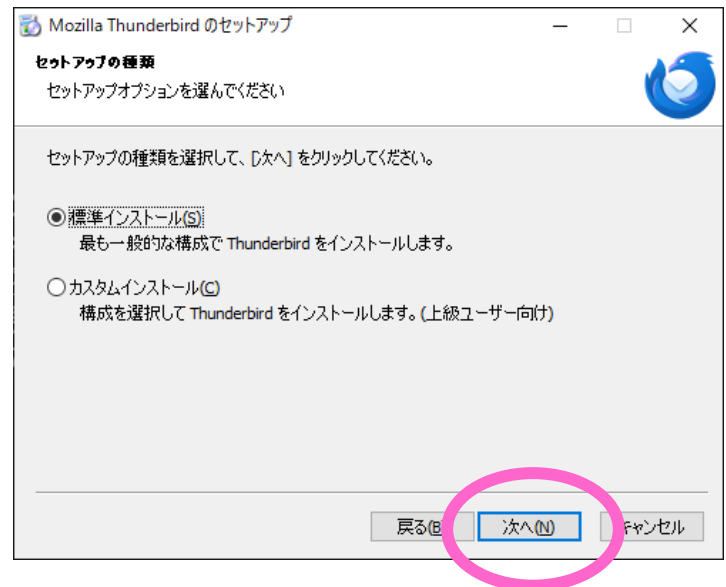 Mozilla Thunderbird のセットアップ
セットアップの種類
セットアップオプションを選んでください
セットアップの種類を選択して、[次へ] をクリックしてください。
標準インストール(S)
最も一般的な構成で Thunderbird をインストールします。
カスタムインストール(C)
構成を選択して Thunderbird をインストールします。(上級ユーザー向け)
戻る(B 次へ(N) キャンセル